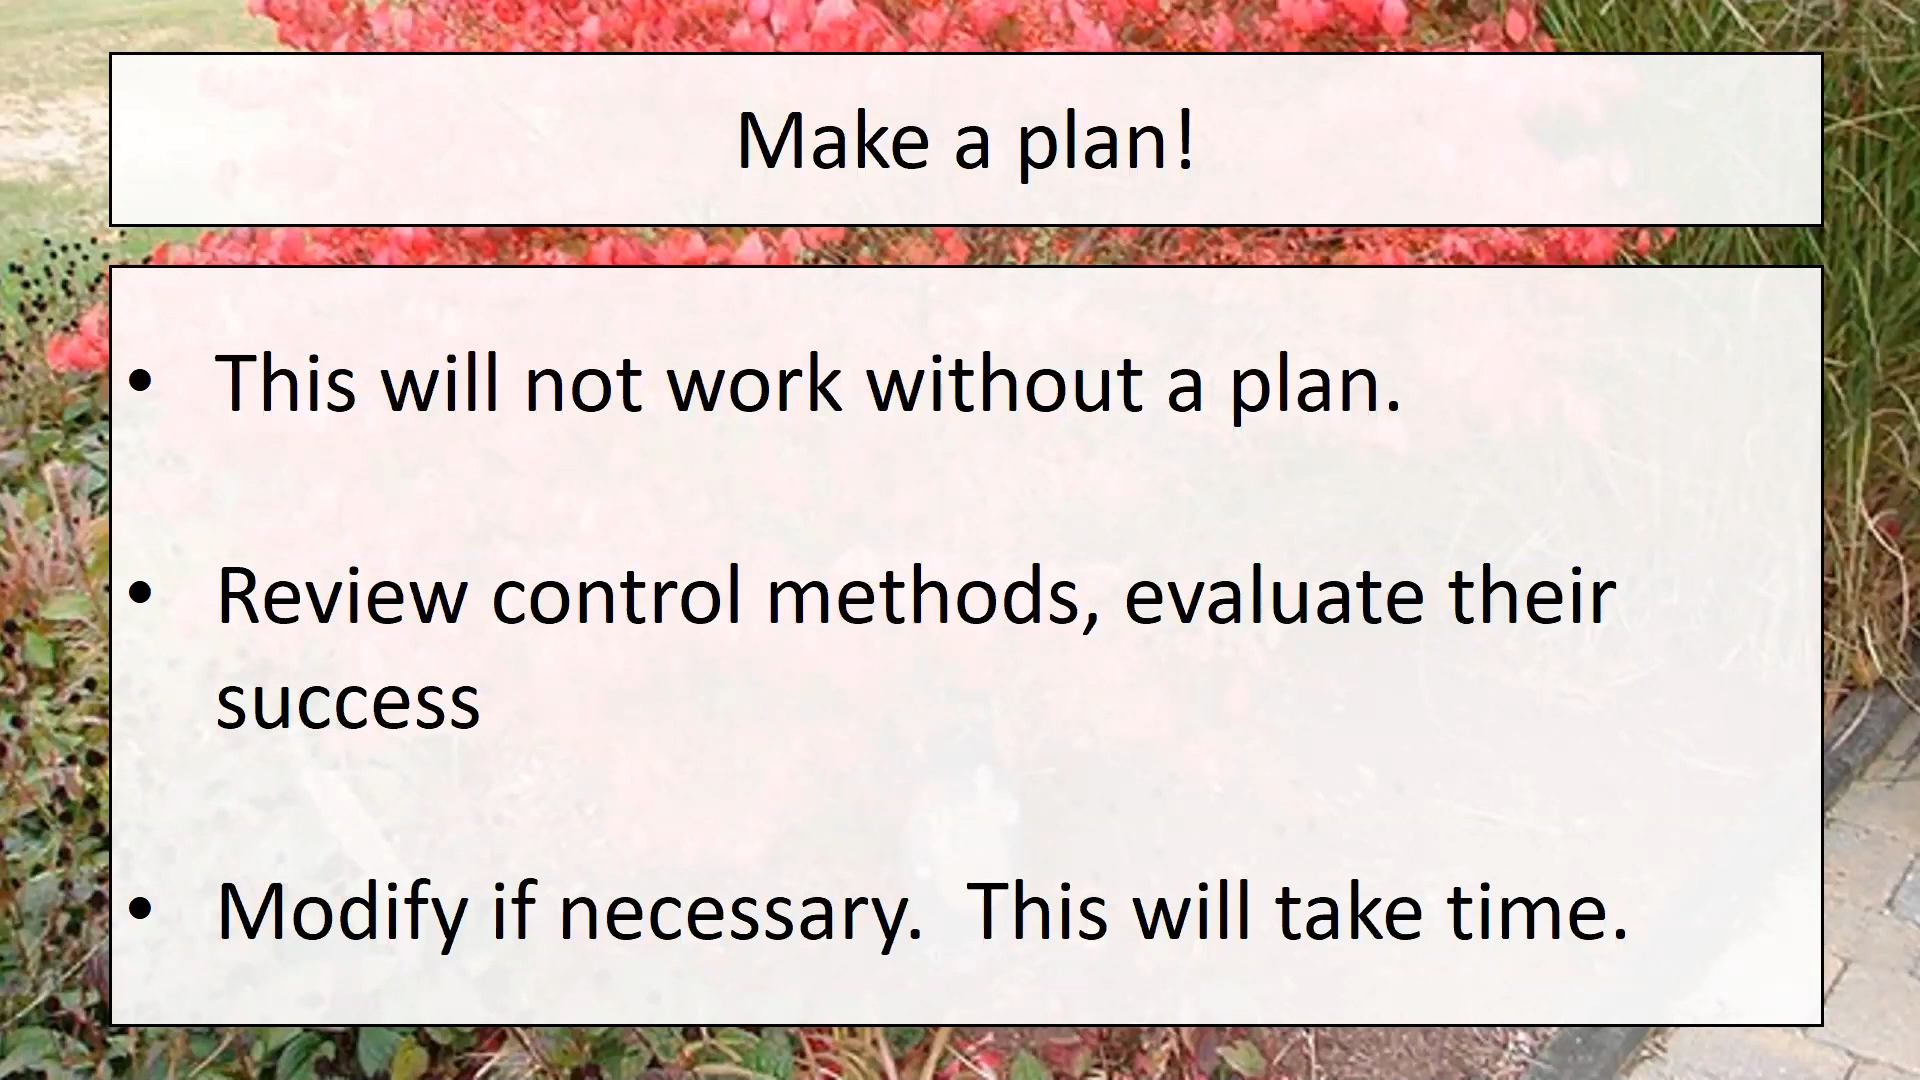 Make a plan!
• This will not work without a plan.
• Review control methods, evaluate their
success
• Modify if necessary.  This will take time.